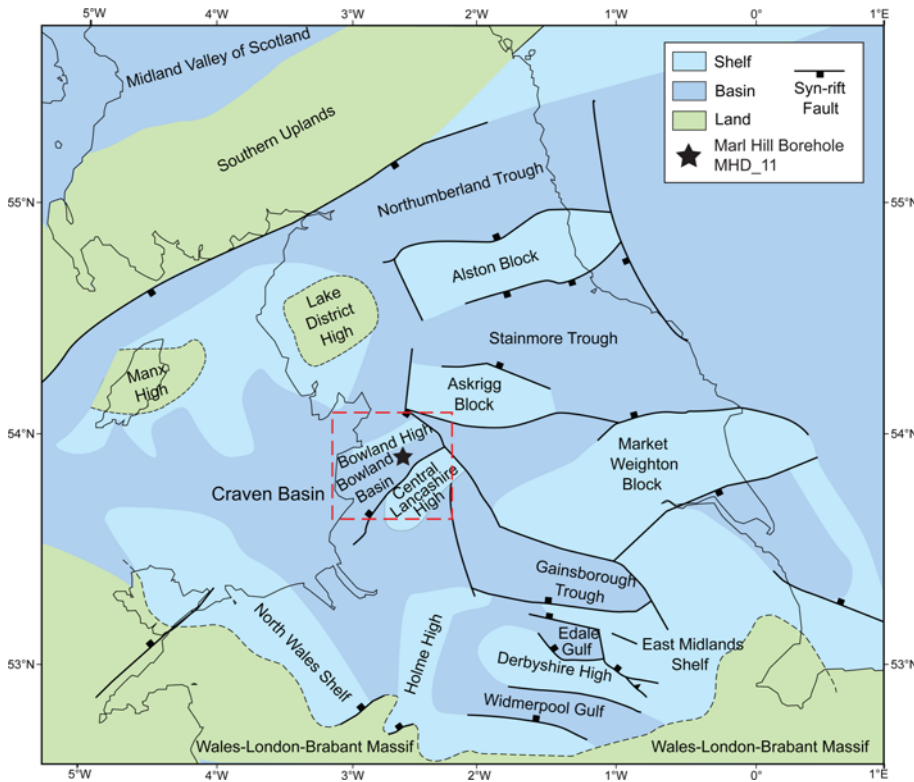 5°W
4°W
3°W
2°W
1°W
0°
1°E
Midland Valley of Scotland
Shelf
Basin
Land
Syn-rift
Fault
Marl Hill Borehole
MHD_11
Southern Uplands
55°N
55°N
Northumberland Trough
Alston Block
Lake
District
High
Stainmore Trough
Manx
High
Askrigg
Block
54°N
54°N
Bowland High
Bowland
Basin
Central
Lancashire
High
Craven Basin
Market
Weighton
Block
Gainsborough
Trough
North Wales Shelf
Holme High
Edale
Gulf
East Midlands
Shelf
Derbyshire High
53°N
53°N
Widmerpool Gulf
Wales-London-Brabant Massif
Wales-London-Brabant Massif
5°W
4°W
3°W
2°W
1°W
0°
1°E